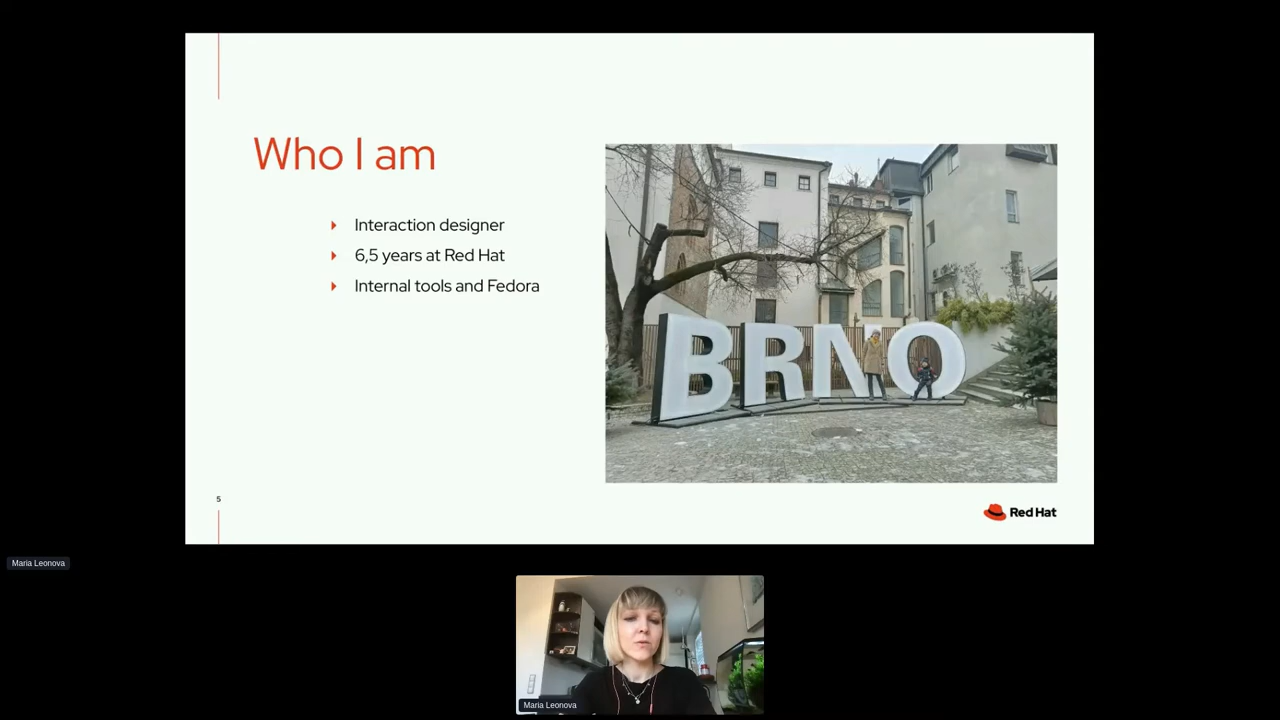 Who I am
Interaction designer
6,5 years at Red Hat
Internal tools and Fedora
BRNO
5
Red Hat
Maria Leonova
Maria Leonova